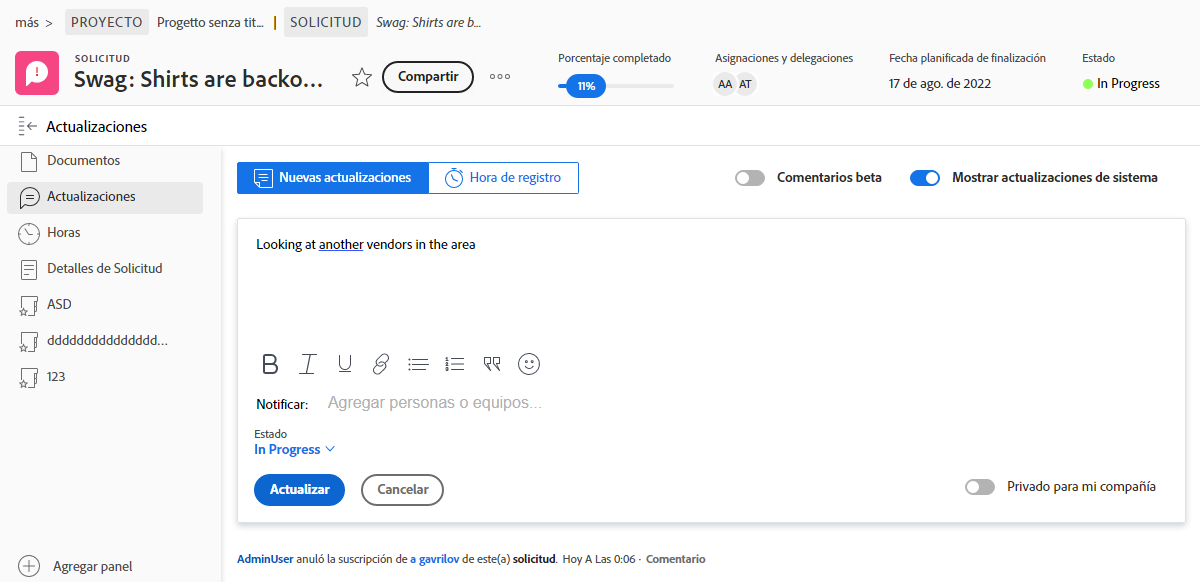 más > PROYECTO Progetto senza tit... | SOLICITUD Swag: Shirts are b...
SOLICITUD
Swag: Shirts are backo...
Compartir
Porcentaje completado
11%
Asignaciones y delegaciones
AA AT
Fecha planificada de finalización
17 de ago. de 2022
Estado
In Progress
Actualizaciones
Documentos
Actualizaciones
Horas
Detalles de Solicitud
ASD
ddddddddddddddd...
123
Agregar panel
Nuevas actualizaciones
Hora de registro
Comentarios beta
Mostrar actualizaciones de sistema
Looking at another vendors in the area
B I U
Notificar: Agregar personas o equipos...
Estado
In Progress
Actualizar
Cancelar
Privado para mi compañía
AdminUser anuló la suscripción de a gavrilov de este(a) solicitud. Hoy A Las 0:06 · Comentario